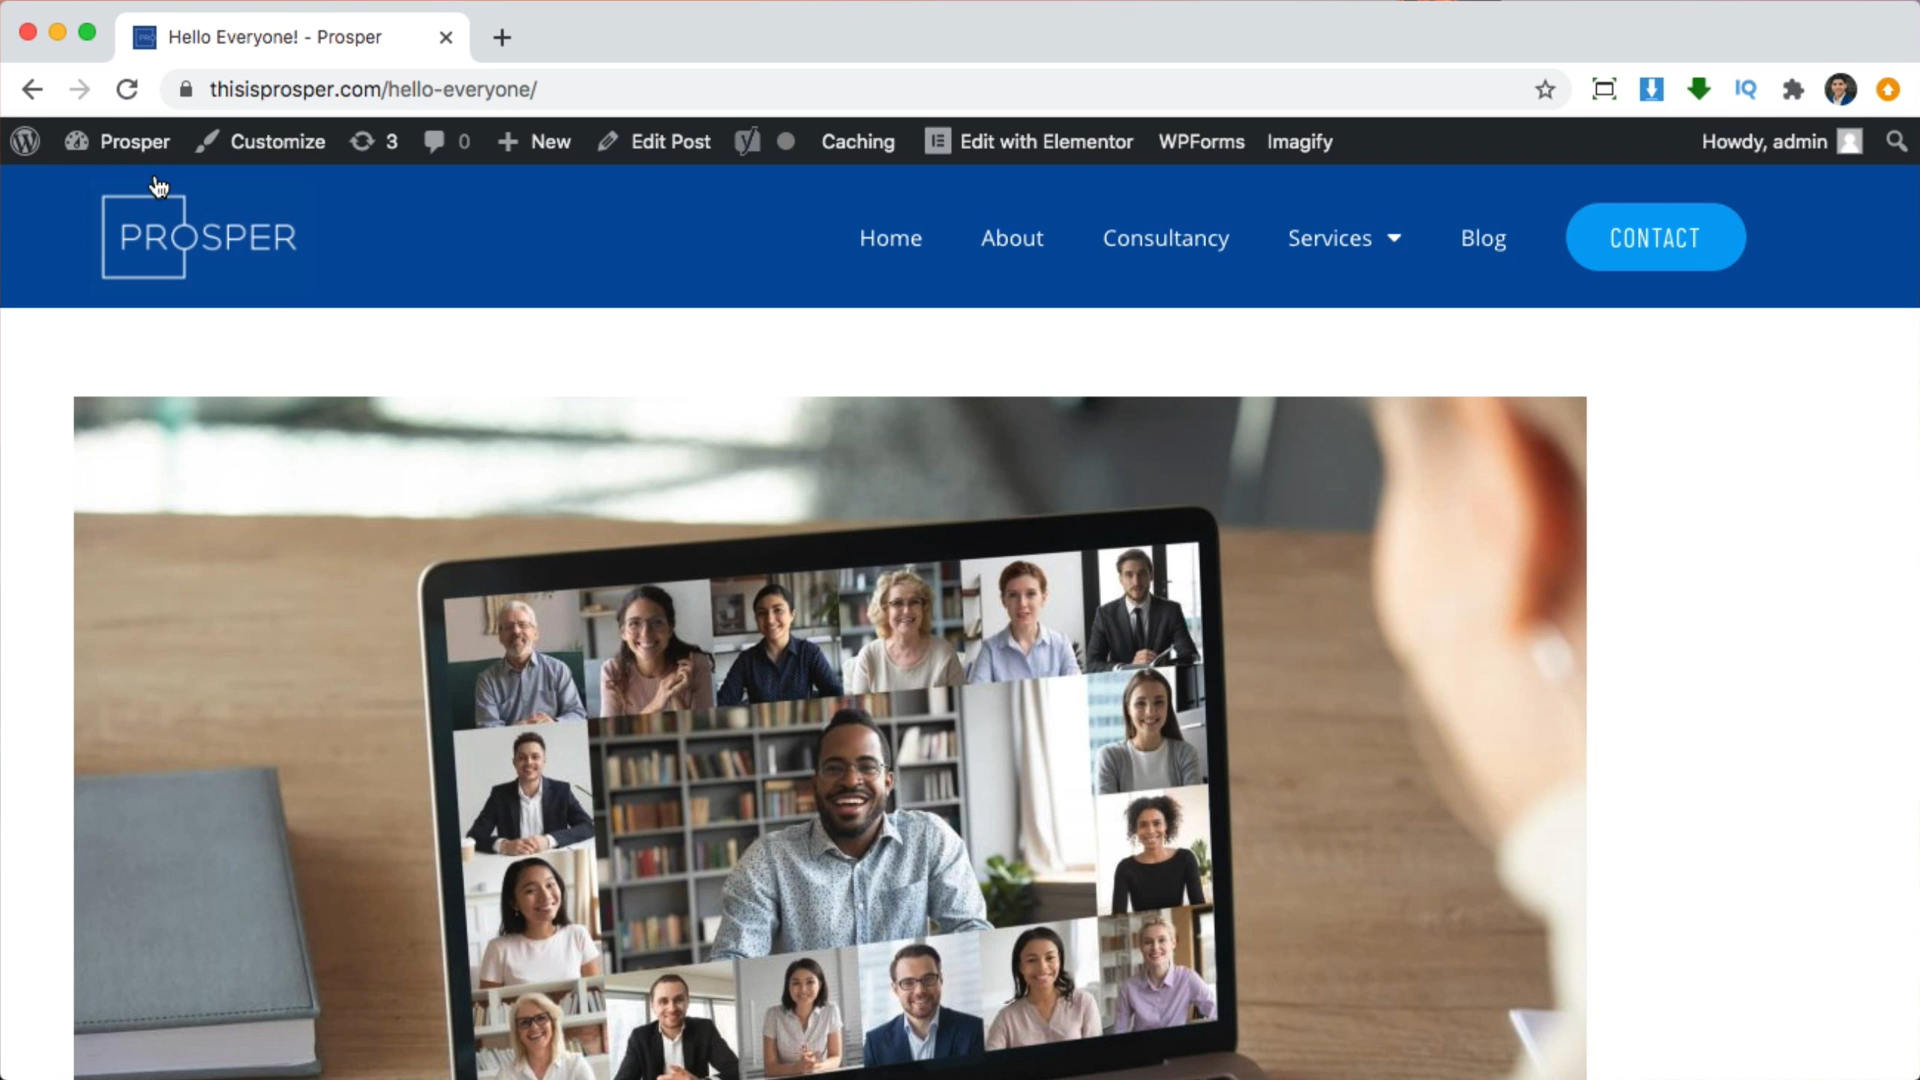 Hello Everyone! - Prosper
thisisprosper.com/hello-everyone/
IQ
Prosper Customize 3 0 New Edit Post Caching Edit with Elementor WPForms Imagify Howdy, admin
PROSPER Home About Consultancy Services Blog CONTACT